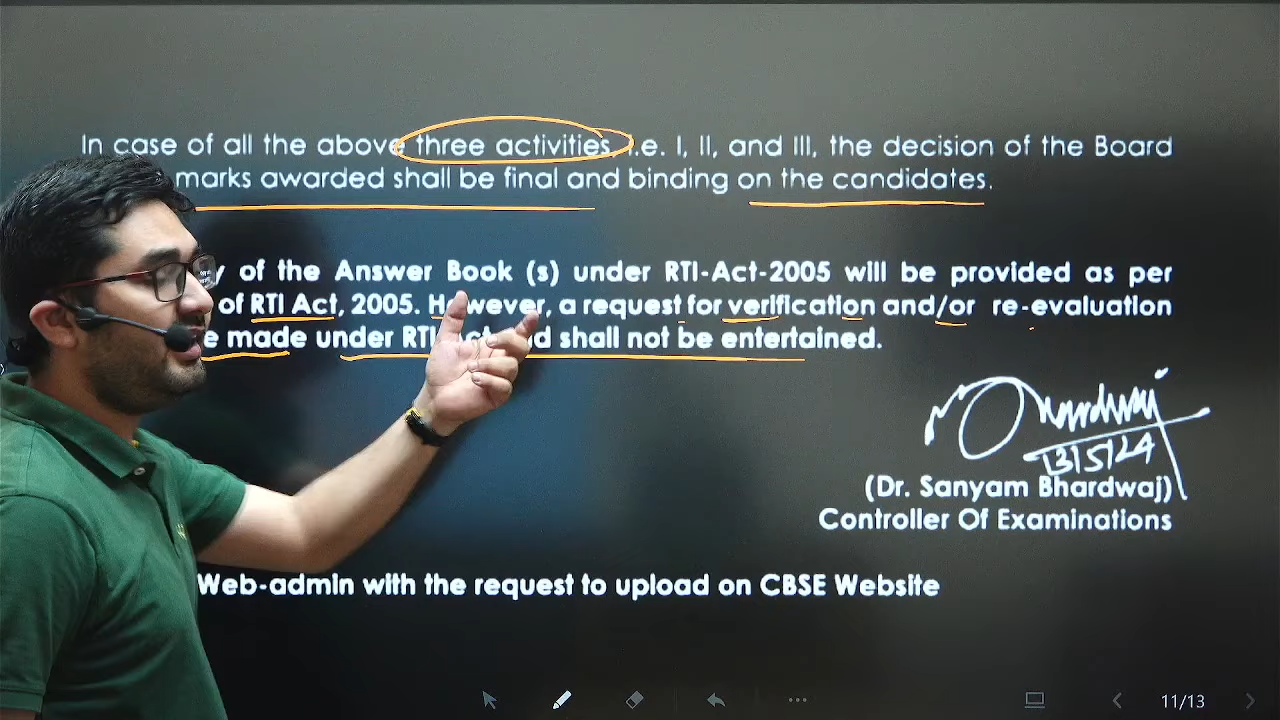 In case of all the above three activities, i.e. I, II, and III, the decision of the Board
marks awarded shall be final and binding on the candidates.
of the Answer Book (s) under RTI-Act-2005 will be provided as per
of RTI Act, 2005. However, a request for verification and/or re-evaluation
made under RTI shall not be entertained.
13/5/24
(Dr. Sanyam Bhardwaj)
Controller Of Examinations
Web-admin with the request to upload on CBSE Website
11/13